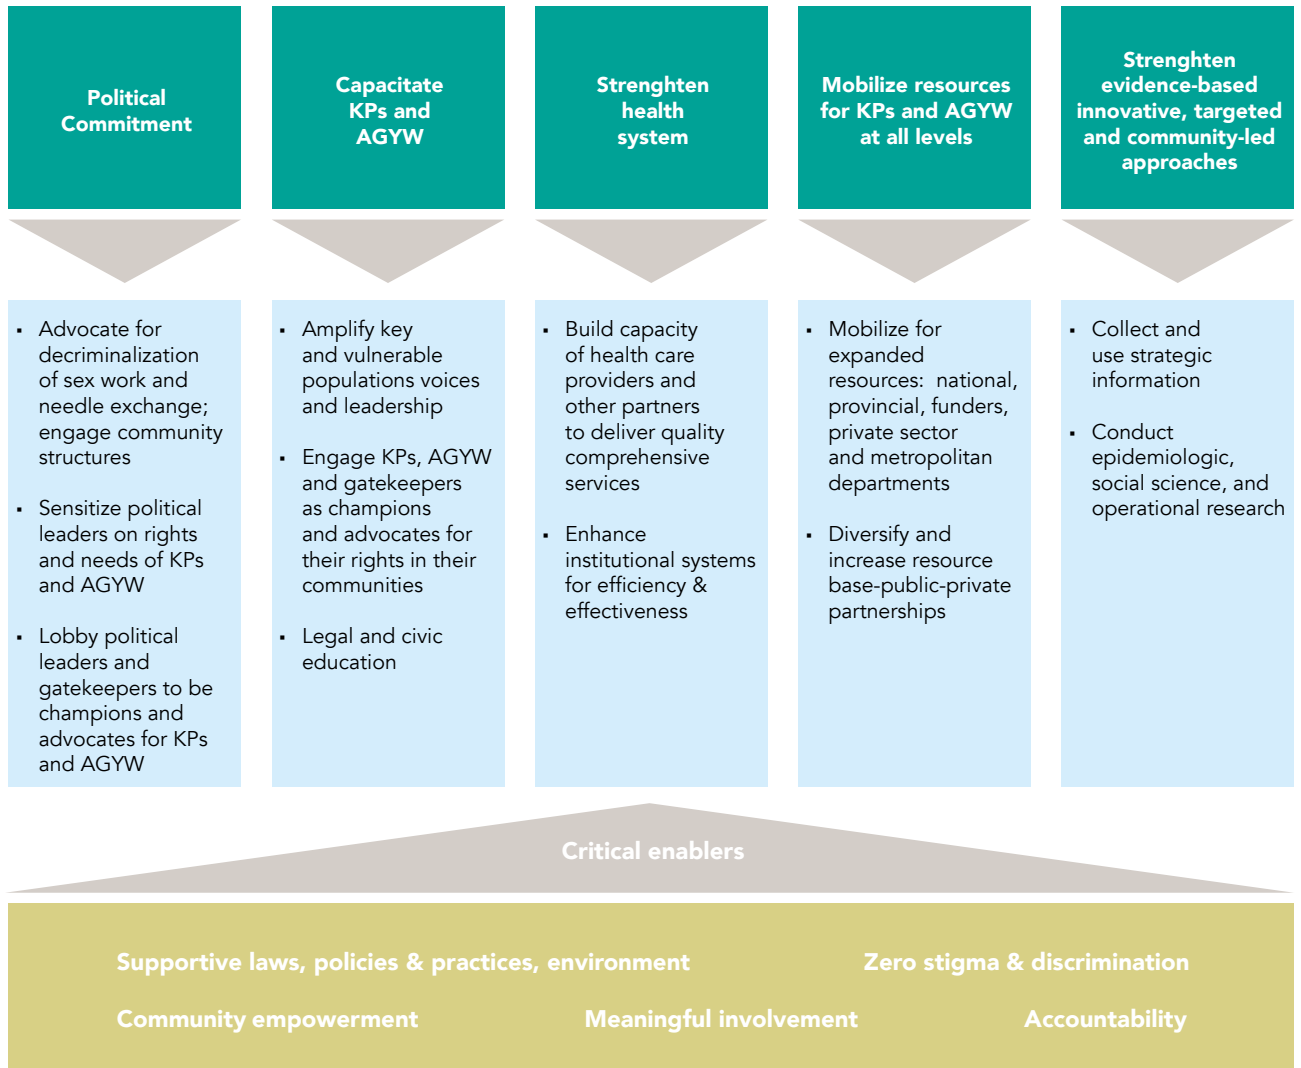 Political
Commitment
Capacitate
KPs and
AGYW
Strenghten
health
system
Mobilize resources
for KPs and AGYW
at all levels
Strenghten
evidence-based
innovative, targeted
and community-led
approaches
▪ Advocate for
decriminalization
of sex work and
needle exchange;
engage community
structures
▪ Sensitize political
leaders on rights
and needs of KPs
and AGYW
▪ Lobby political
leaders and
gatekeepers to be
champions and
advocates for KPs
and AGYW
▪ Amplify key
and vulnerable
populations voices
and leadership
▪ Engage KPs, AGYW
and gatekeepers
as champions
and advocates for
their rights in their
communities
▪ Legal and civic
education
▪ Build capacity
of health care
providers and
other partners
to deliver quality
comprehensive
services
▪ Enhance
institutional systems
for efficiency &
effectiveness
▪ Mobilize for
expanded
resources: national,
provincial, funders,
private sector
and metropolitan
departments
▪ Diversify and
increase resource
base-public-private
partnerships
▪ Collect and
use strategic
information
▪ Conduct
epidemiologic,
social science, and
operational research
Critical enablers
Supportive laws, policies & practices, environment
Zero stigma & discrimination
Community empowerment
Meaningful involvement
Accountability